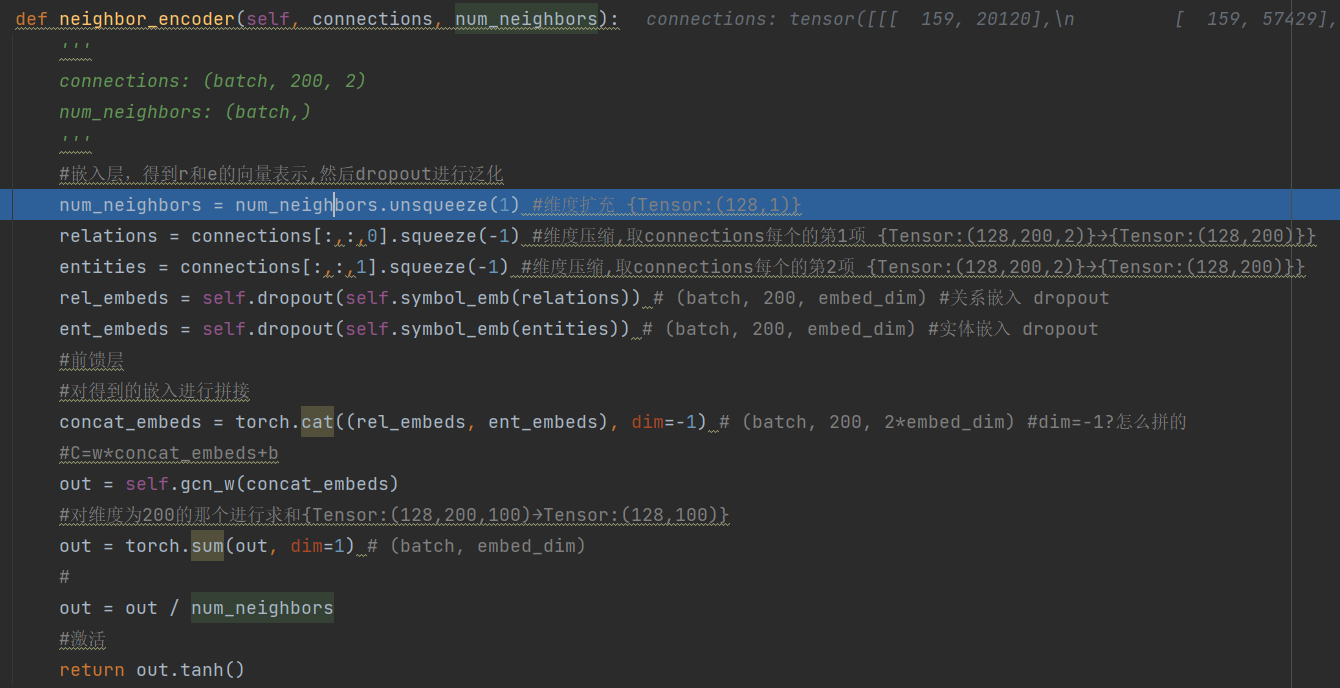 def neighbor_encoder(self, connections, num_neighbors):   connections: tensor([[[  159, 20120],\n         [  159, 57429],
'''
connections: (batch, 200, 2)
num_neighbors: (batch,)
'''
#嵌入层，得到r和e的向量表示,然后dropout进行泛化
num_neighbors = num_neighbors.unsqueeze(1) #维度扩充 {Tensor:(128,1)}
relations = connections[:,:,0].squeeze(-1) #维度压缩,取connections每个的第1项 {Tensor:(128,200,2)}→{Tensor:(128,200)}}
entities = connections[:,:,1].squeeze(-1) #维度压缩,取connections每个的第2项 {Tensor:(128,200,2)}→{Tensor:(128,200)}}
rel_embeds = self.dropout(self.symbol_emb(relations)) # (batch, 200, embed_dim) #关系嵌入 dropout
ent_embeds = self.dropout(self.symbol_emb(entities)) # (batch, 200, embed_dim) #实体嵌入 dropout
#前馈层
#对得到的嵌入进行拼接
concat_embeds = torch.cat((rel_embeds, ent_embeds), dim=-1) # (batch, 200, 2*embed_dim) #dim=-1?怎么拼的
#C=w*concat_embeds+b
out = self.gcn_w(concat_embeds)
#对维度为200的那个进行求和{Tensor:(128,200,100)→Tensor:(128,100)}
out = torch.sum(out, dim=1) # (batch, embed_dim)
#
out = out / num_neighbors
#激活
return out.tanh()